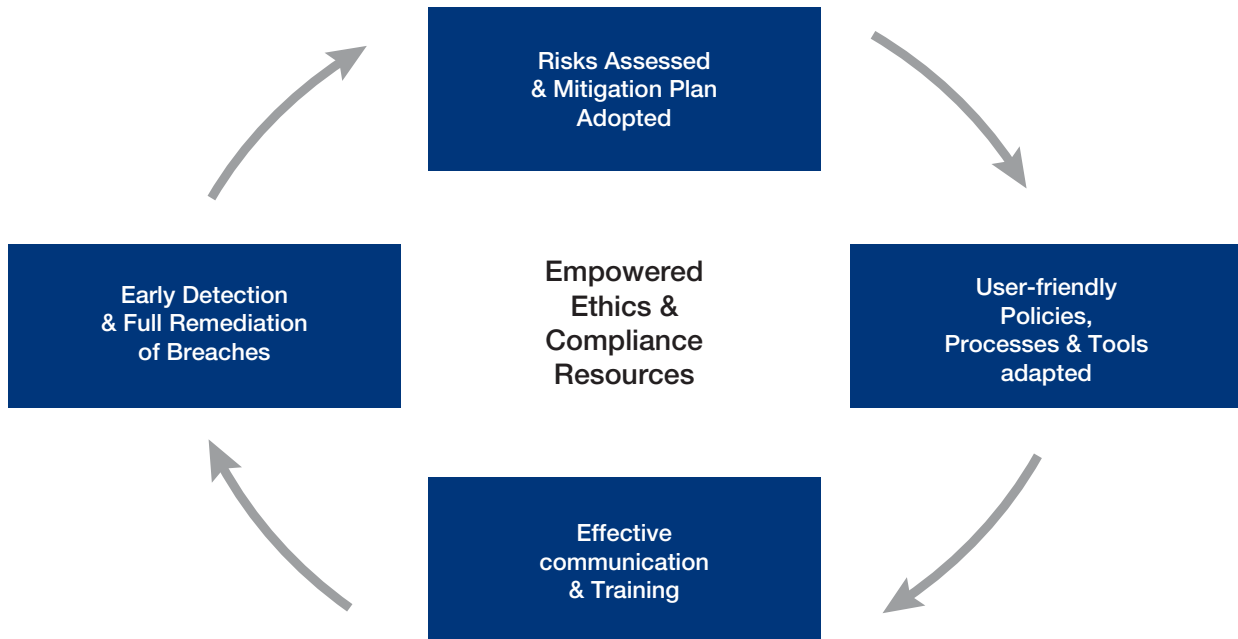 Risks Assessed
& Mitigation Plan
Adopted
Early Detection
& Full Remediation
of Breaches
Empowered
Ethics &
Compliance
Resources
User-friendly
Policies,
Processes & Tools
adapted
Effective
communication
& Training